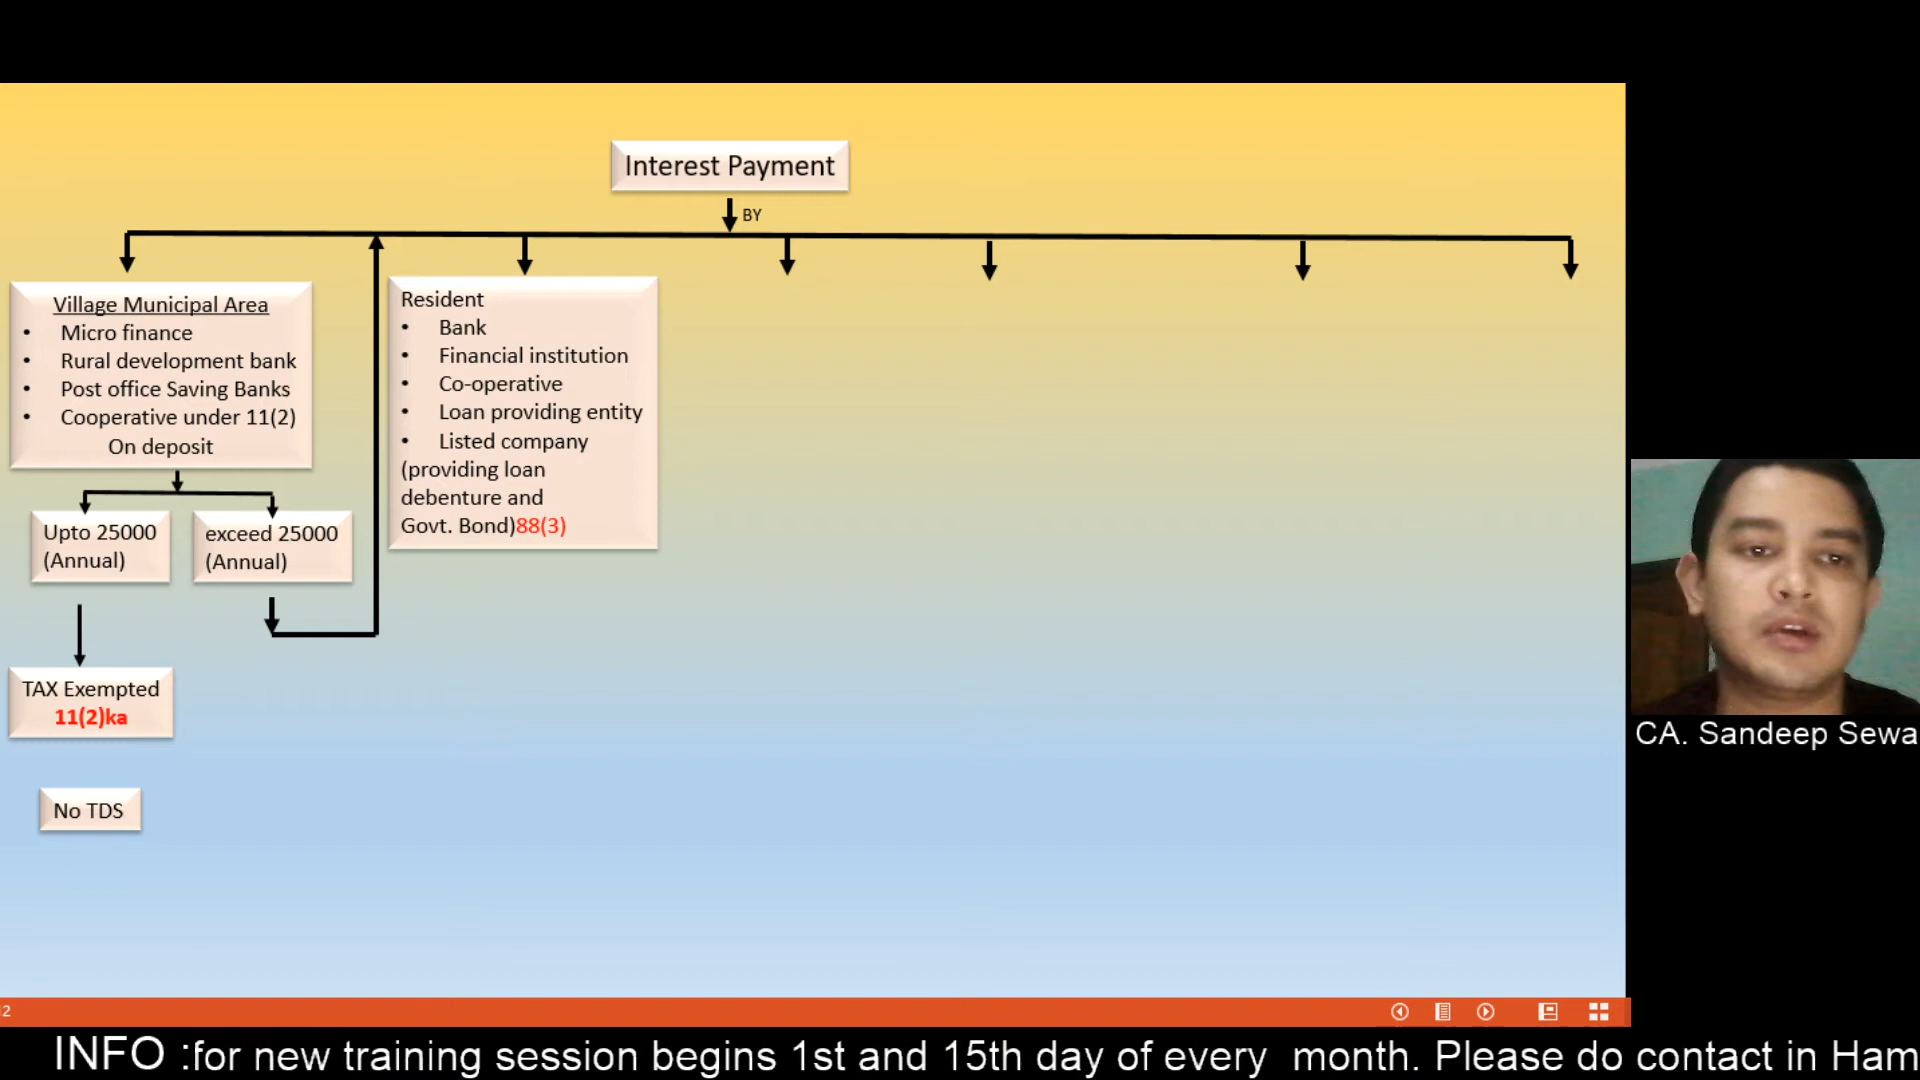 Interest Payment
BY
Village Municipal Area
• Micro finance
• Rural development bank
• Post office Saving Banks
• Cooperative under 11(2)
On deposit
Upto 25000
(Annual)
exceed 25000
(Annual)
TAX Exempted
11(2)ka
No TDS
Resident
• Bank
• Financial institution
• Co-operative
• Loan providing entity
• Listed company
(providing loan
debenture and
Govt. Bond)88(3)
CA. Sandeep Sewa
INFO :for new training session begins 1st and 15th day of every month. Please do contact in Ham